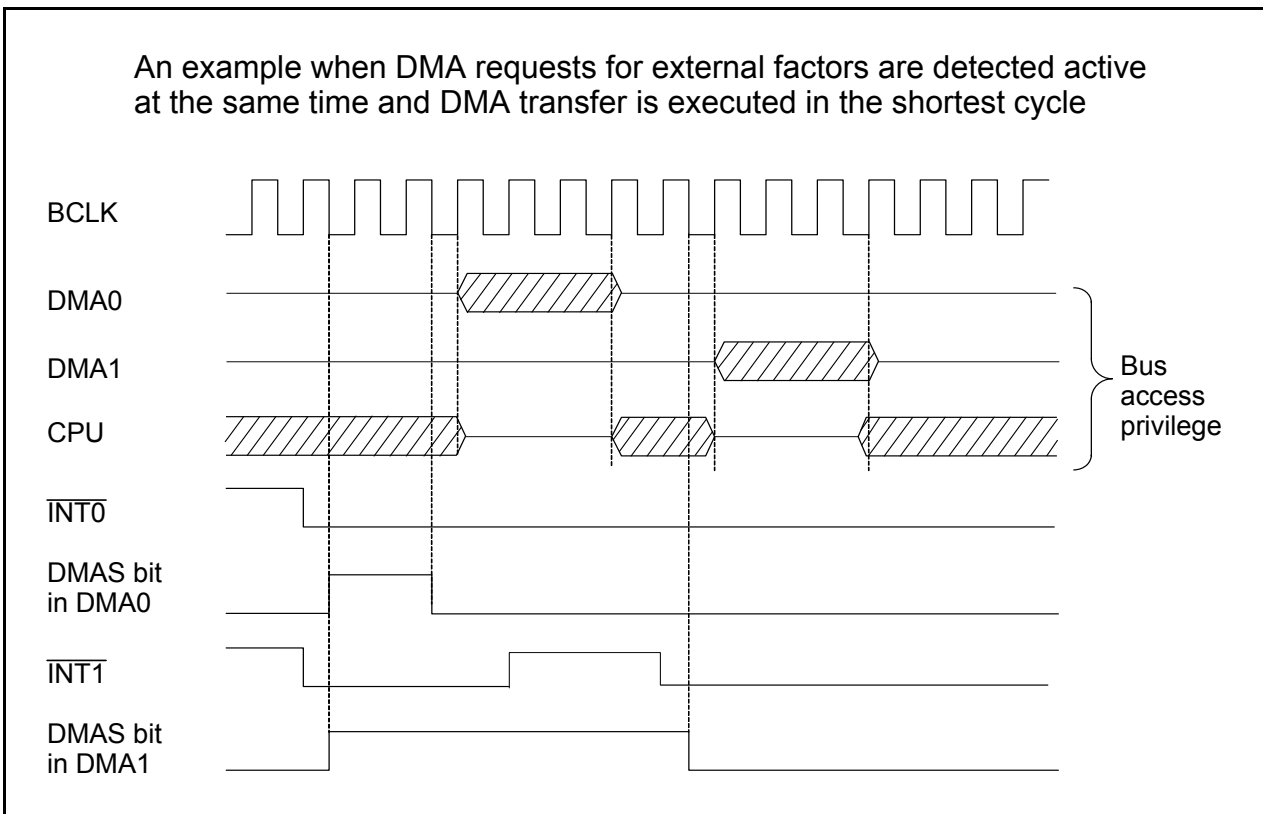 An example when DMA requests for external factors are detected active
at the same time and DMA transfer is executed in the shortest cycle
BCLK
DMA0
DMA1
CPU
Bus
access
privilege
INT0
DMAS bit
in DMA0
INT1
DMAS bit
in DMA1